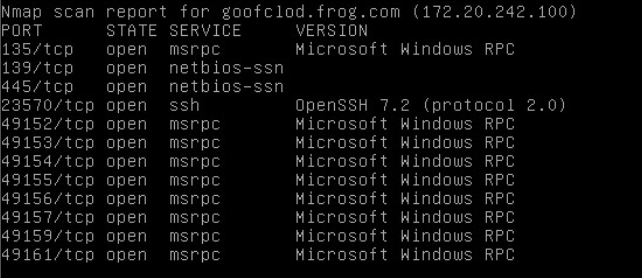 Nmap scan report for goofclod.frog.com (172.20.242.100)
PORT      STATE SERVICE     VERSION
135/tcp   open  msrpc       Microsoft Windows RPC
139/tcp   open  netbios-ssn
445/tcp   open  netbios-ssn
23570/tcp open  ssh         OpenSSH 7.2 (protocol 2.0)
49152/tcp open  msrpc       Microsoft Windows RPC
49153/tcp open  msrpc       Microsoft Windows RPC
49154/tcp open  msrpc       Microsoft Windows RPC
49155/tcp open  msrpc       Microsoft Windows RPC
49156/tcp open  msrpc       Microsoft Windows RPC
49157/tcp open  msrpc       Microsoft Windows RPC
49159/tcp open  msrpc       Microsoft Windows RPC
49161/tcp open  msrpc       Microsoft Windows RPC